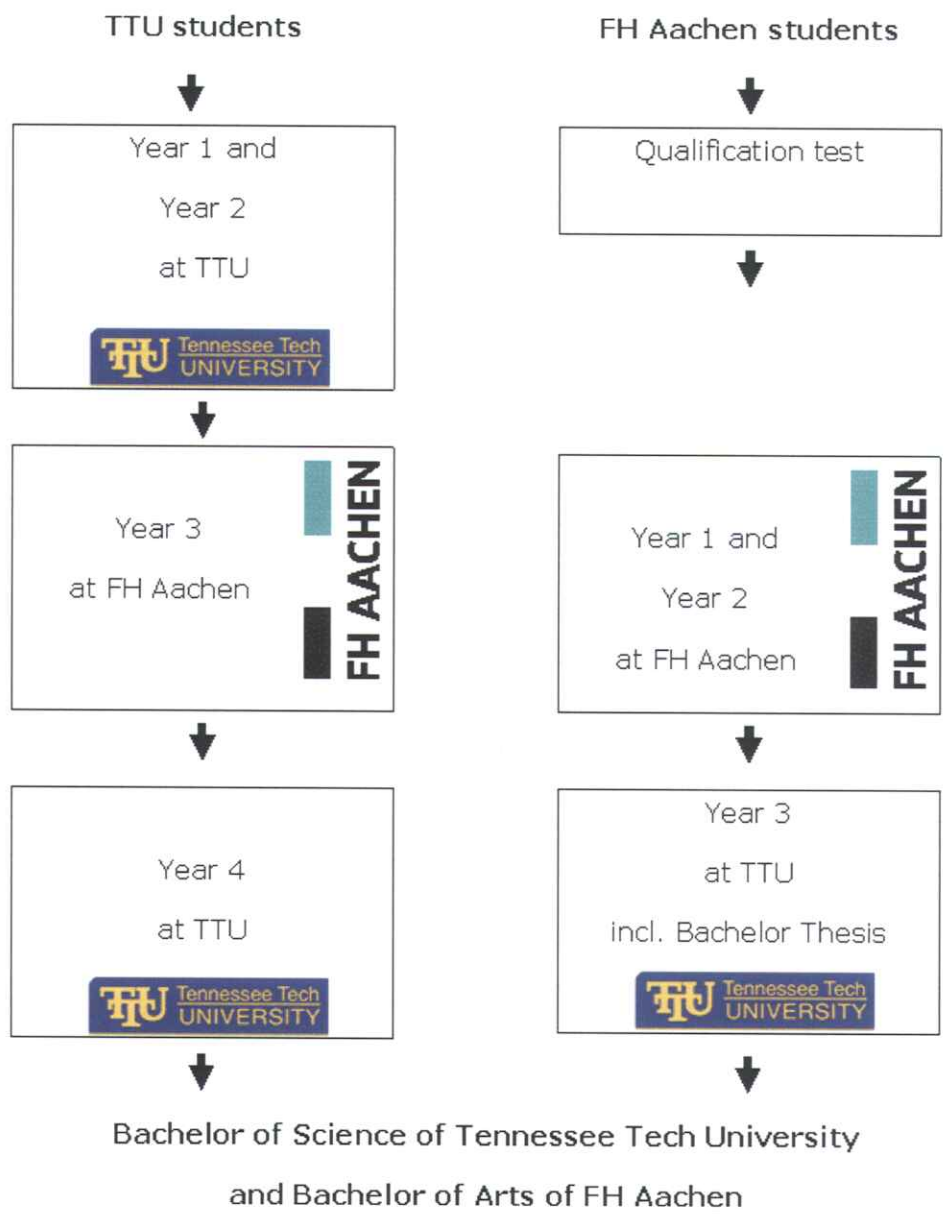 TTU students
Year 1 and
Year 2
at TTU
TTU Tennessee Tech
UNIVERSITY
Year 3
at FH Aachen
FH AACHEN
Year 4
at TTU
TTU Tennessee Tech
UNIVERSITY
FH Aachen students
Qualification test
Year 1 and
Year 2
at FH Aachen
FH AACHEN
Year 3
at TTU
incl. Bachelor Thesis
TTU Tennessee Tech
UNIVERSITY
Bachelor of Science of Tennessee Tech University
and Bachelor of Arts of FH Aachen